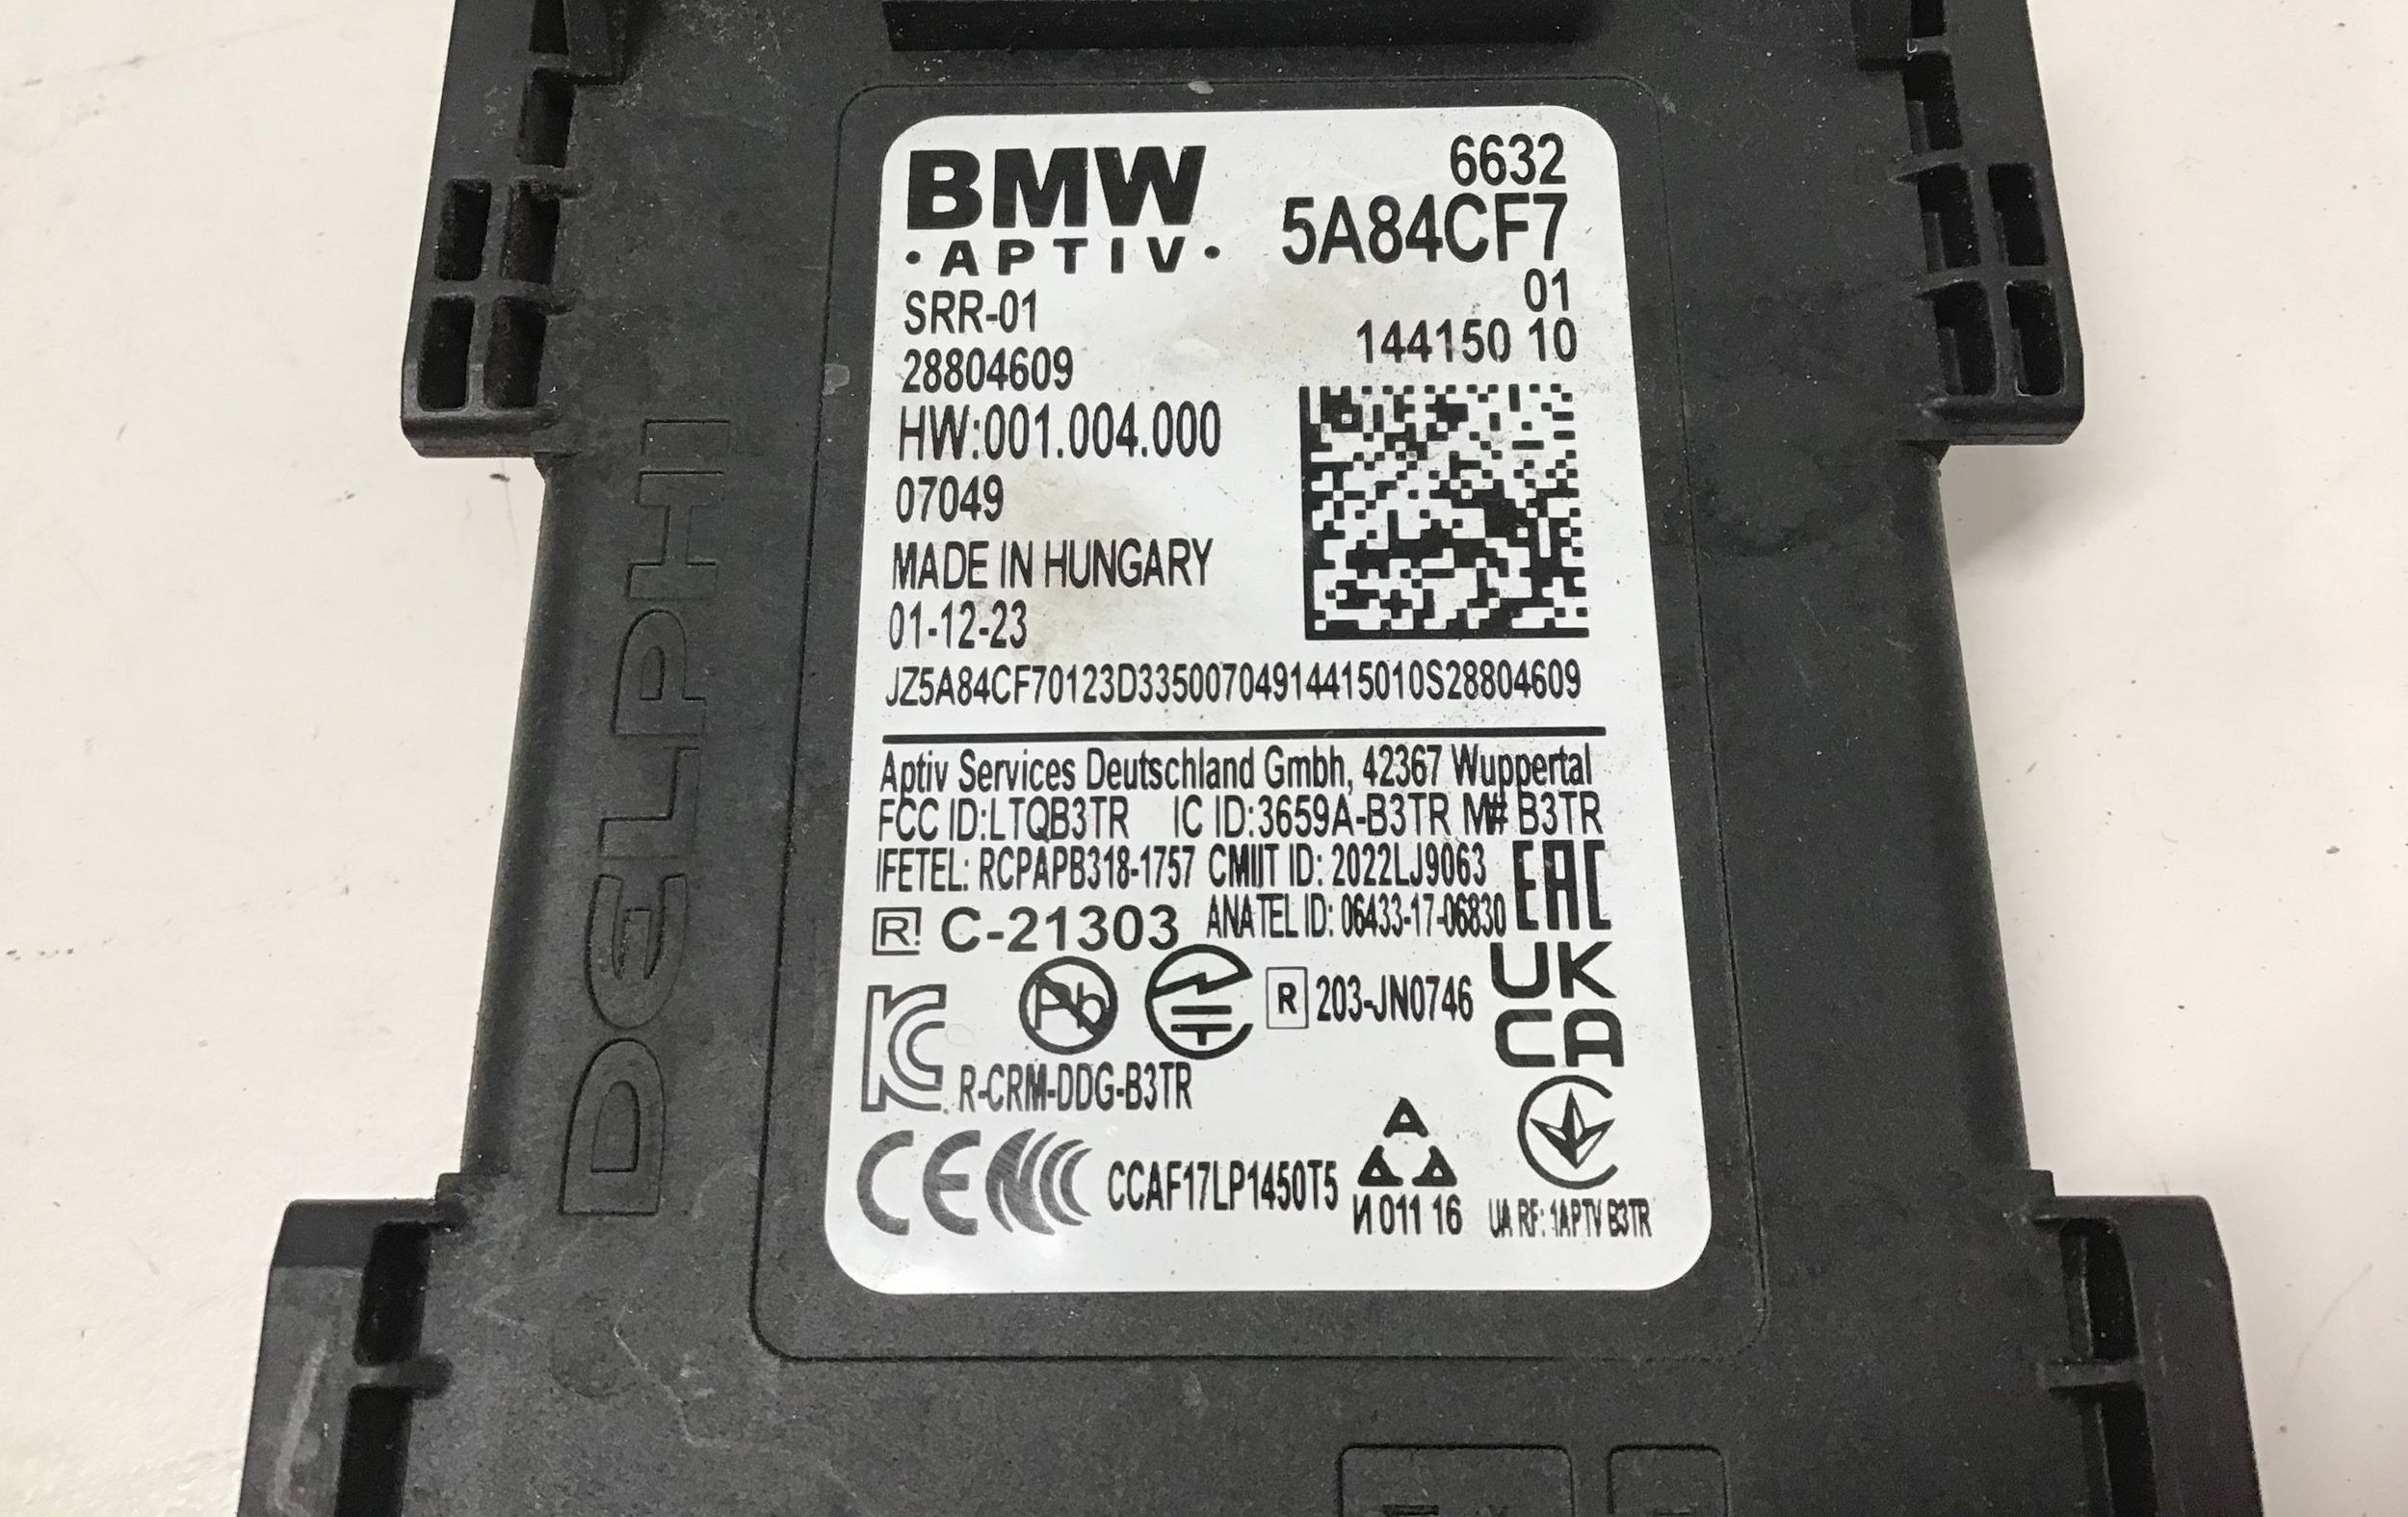 BMW
·APTIV·
6632
5A84CF7
01
144150 10
SRR-01
28804609
HW:001.004.000
07049
MADE IN HUNGARY
01-12-23
JZ5A84CF70123D33500704914415010S28804609
Aptiv Services Deutschland Gmbh, 42367 Wuppertal
FCC ID:LTQB3TR IC ID:3659A-B3TR M# B3TR
IFETEL: RCPAPB318-1757 CMIIT ID: 2022LJ9063 EAC
R! C-21303 ANATEL ID: 06433-17-06830
Pb T R 203-JN0746 UK
CA
KC R-CRM-DDG-B3TR
CE CCAF17LP1450T5
И 011 16
UA RF: 1APTV B3TR
DELPHI